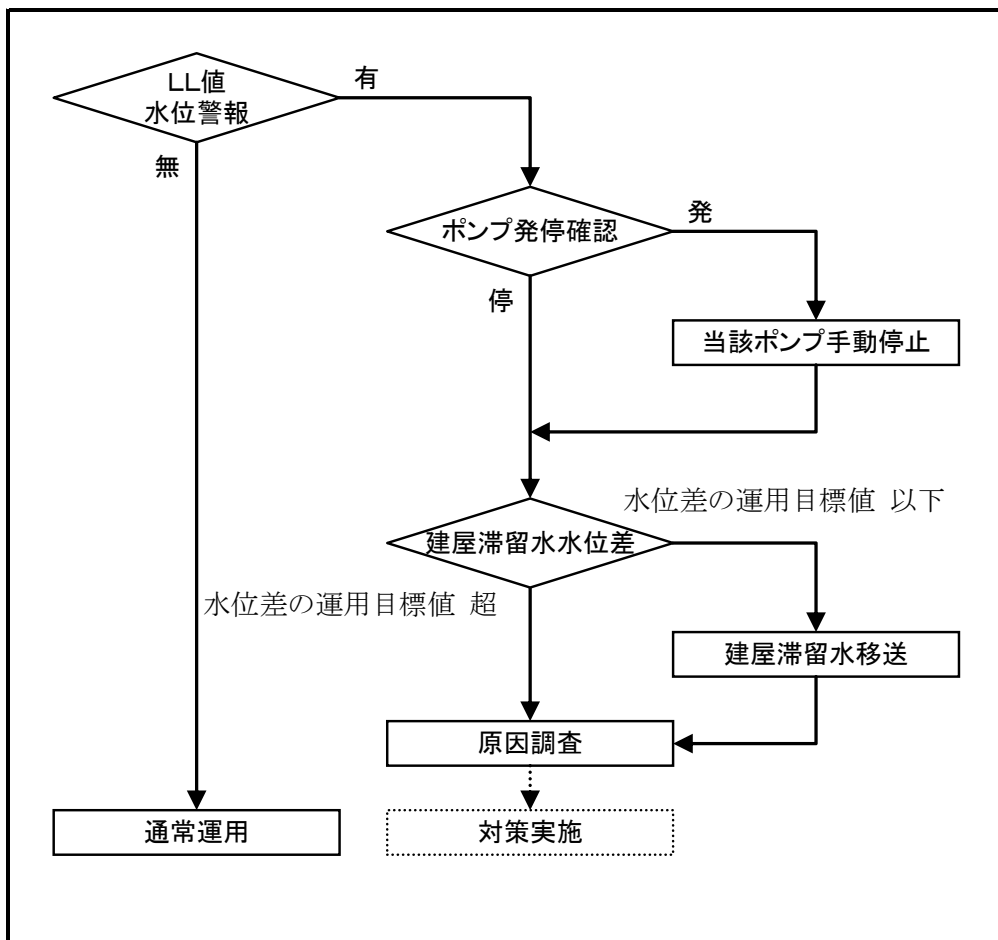 LL値
水位警報
有
無
ポンプ発停確認
発
停
当該ポンプ手動停止
水位差の運用目標値 以下
建屋滞留水水位差
水位差の運用目標値 超
建屋滞留水移送
原因調査
通常運用
対策実施